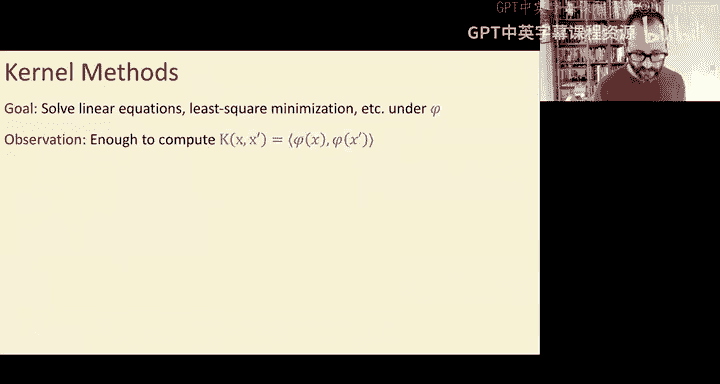 GPT中英字幕课程资源
Kernel Methods
Goal: Solve linear equations, least-square minimization, etc. under φ
Observation: Enough to compute K(x, x′) = ⟨φ(x), φ(x′)⟩